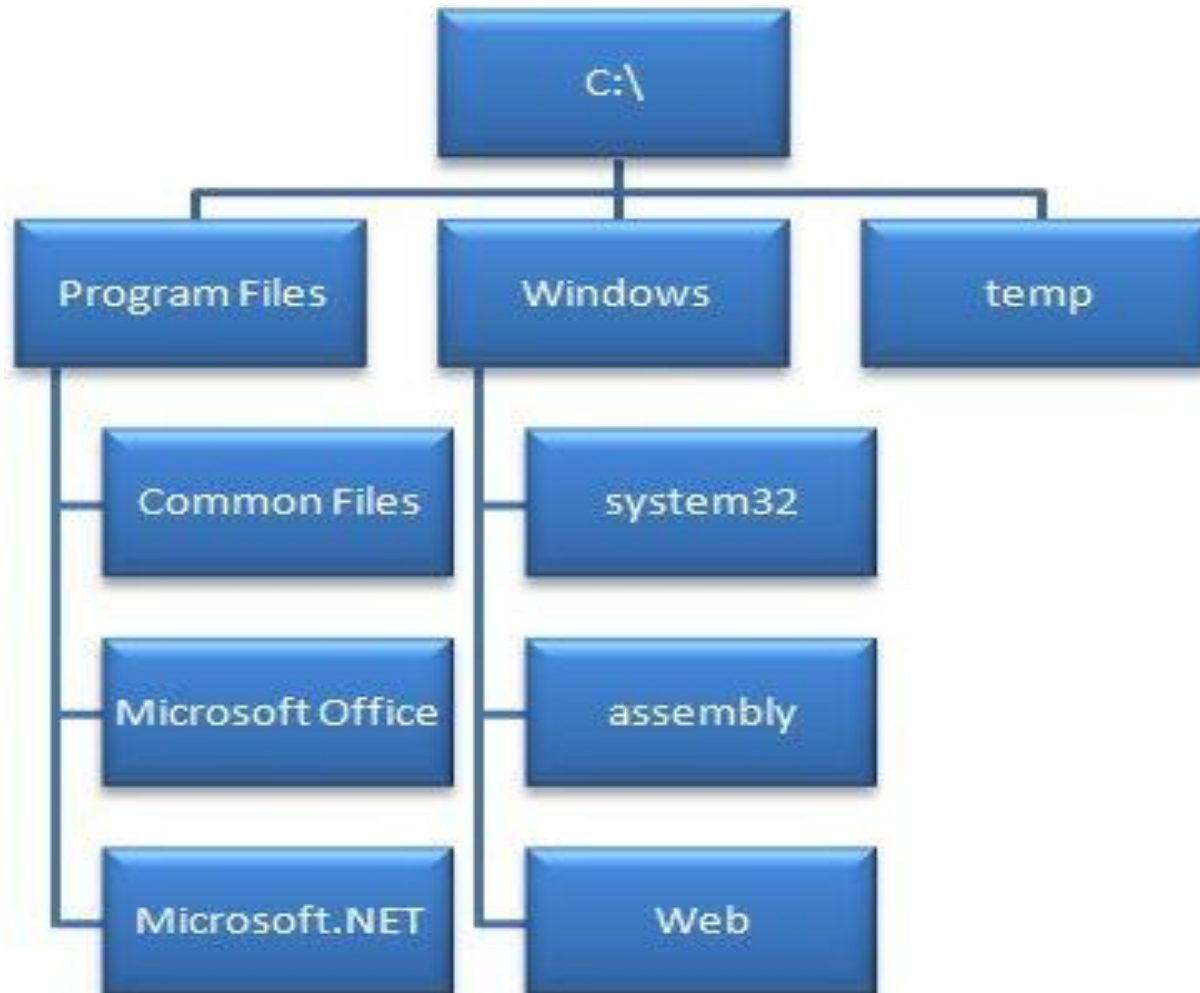 C:\
Program Files
Windows
temp
Common Files
system32
Microsoft Office
assembly
Microsoft.NET
Web